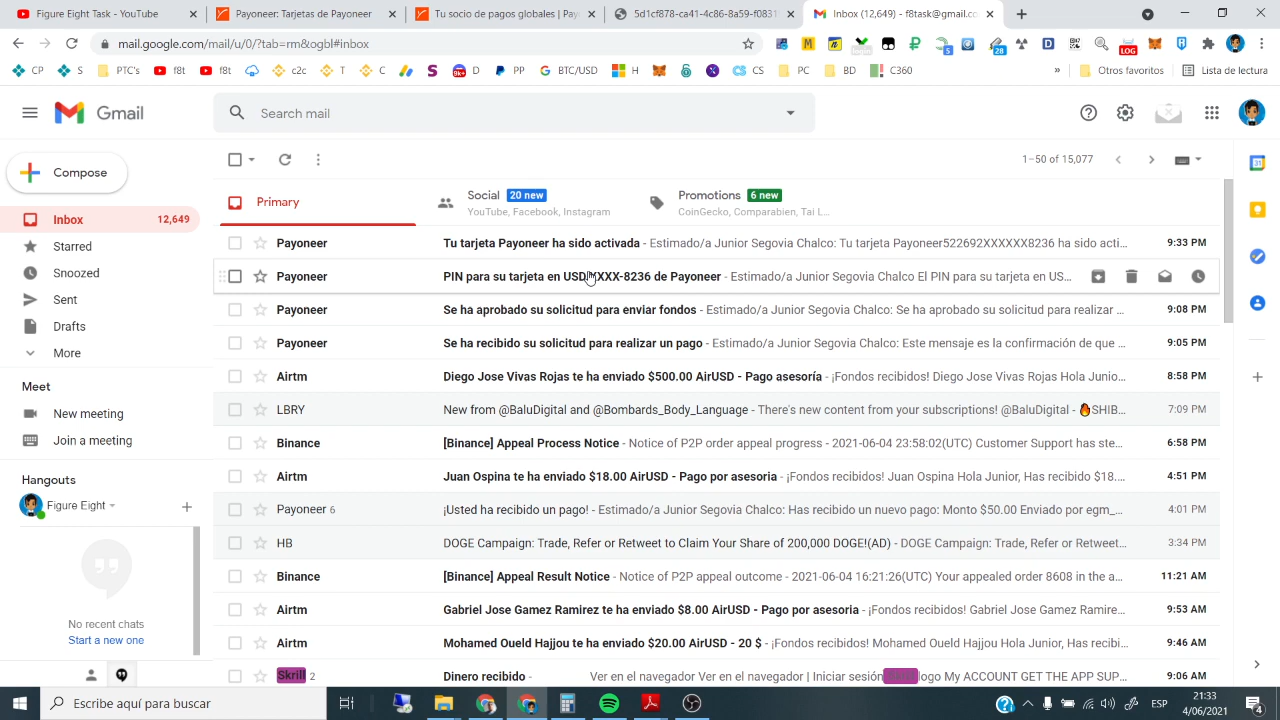 Figure Eight - YouTube
Payoneer: Tarjetas de Payoneer
Tu socio de pagos globales | Pay
5d1cf878-ca41-4c86-a59f-f0831
Inbox (12,649) - f8task@gmail.co
mail.google.com/mail/u/0/?tab=rm&ogbl#inbox
CP
S
PTC's
f8t
f8t
c2c
T
C
S
PP
BTC/USD
H
CS
PC
BD
C360
»
Otros favoritos
Lista de lectura
Gmail
Search mail
Compose
1–50 of 15,077
Primary
Social 20 new
YouTube, Facebook, Instagram
Promotions 6 new
CoinGecko, Comparabien, Tai L...
Inbox 12,649
Starred
Snoozed
Sent
Drafts
More
Meet
New meeting
Join a meeting
Hangouts
Figure Eight
No recent chats
Start a new one
Payoneer Tu tarjeta Payoneer ha sido activada - Estimado/a Junior Segovia Chalco: Tu tarjeta Payoneer522692XXXXXX8236 ha sido acti... 9:33 PM
Payoneer PIN para su tarjeta en USD XXX-8236 de Payoneer - Estimado/a Junior Segovia Chalco El PIN para su tarjeta en US...
Payoneer Se ha aprobado su solicitud para enviar fondos - Estimado/a Junior Segovia Chalco: Se ha aprobado su solicitud para realizar ... 9:08 PM
Payoneer Se ha recibido su solicitud para realizar un pago - Estimado/a Junior Segovia Chalco: Este mensaje es la confirmación de que ... 9:05 PM
Airtm Diego Jose Vivas Rojas te ha enviado $500.00 AirUSD - Pago asesoría - ¡Fondos recibidos! Diego Jose Vivas Rojas Hola Junio... 8:58 PM
LBRY New from @BaluDigital and @Bombards_Body_Language - There's new content from your subscriptions! @BaluDigital - 🔥SHIB... 7:09 PM
Binance [Binance] Appeal Process Notice - Notice of P2P order appeal progress - 2021-06-04 23:58:02(UTC) Customer Support has ste... 6:58 PM
Airtm Juan Ospina te ha enviado $18.00 AirUSD - Pago por asesoria - ¡Fondos recibidos! Juan Ospina Hola Junior, Has recibido $18.... 4:51 PM
Payoneer 6 ¡Usted ha recibido un pago! - Estimado/a Junior Segovia Chalco: Has recibido un nuevo pago: Monto $50.00 Enviado por egm_... 4:01 PM
HB DOGE Campaign: Trade, Refer or Retweet to Claim Your Share of 200,000 DOGE!(AD) - DOGE Campaign: Trade, Refer or Retweet... 3:34 PM
Binance [Binance] Appeal Result Notice - Notice of P2P appeal outcome - 2021-06-04 16:21:26(UTC) Your appealed order 8608 in the a... 11:21 AM
Airtm Gabriel Jose Gamez Ramirez te ha enviado $8.00 AirUSD - Pago por asesoria - ¡Fondos recibidos! Gabriel Jose Gamez Ramire... 9:53 AM
Airtm Mohamed Oueld Hajjou te ha enviado $20.00 AirUSD - 20 $ - ¡Fondos recibidos! Mohamed Oueld Hajjou Hola Junior, Has recibi... 9:46 AM
Skrill 2 Dinero recibido - Ver en el navegador Ver en el navegador | Iniciar sesión logo My ACCOUNT GET THE APP SUP... 9:06 AM
Escribe aquí para buscar
ESP
21:33
4/06/2021
4